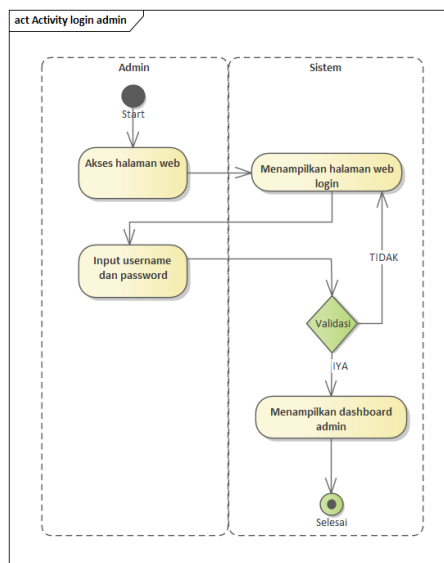 act Activity login admin
Admin
Sistem
Start
Akses halaman web
Menampilkan halaman web
login
Input username
dan password
TIDAK
Validasi
IYA
Menampilkan dashboard
admin
Selesai